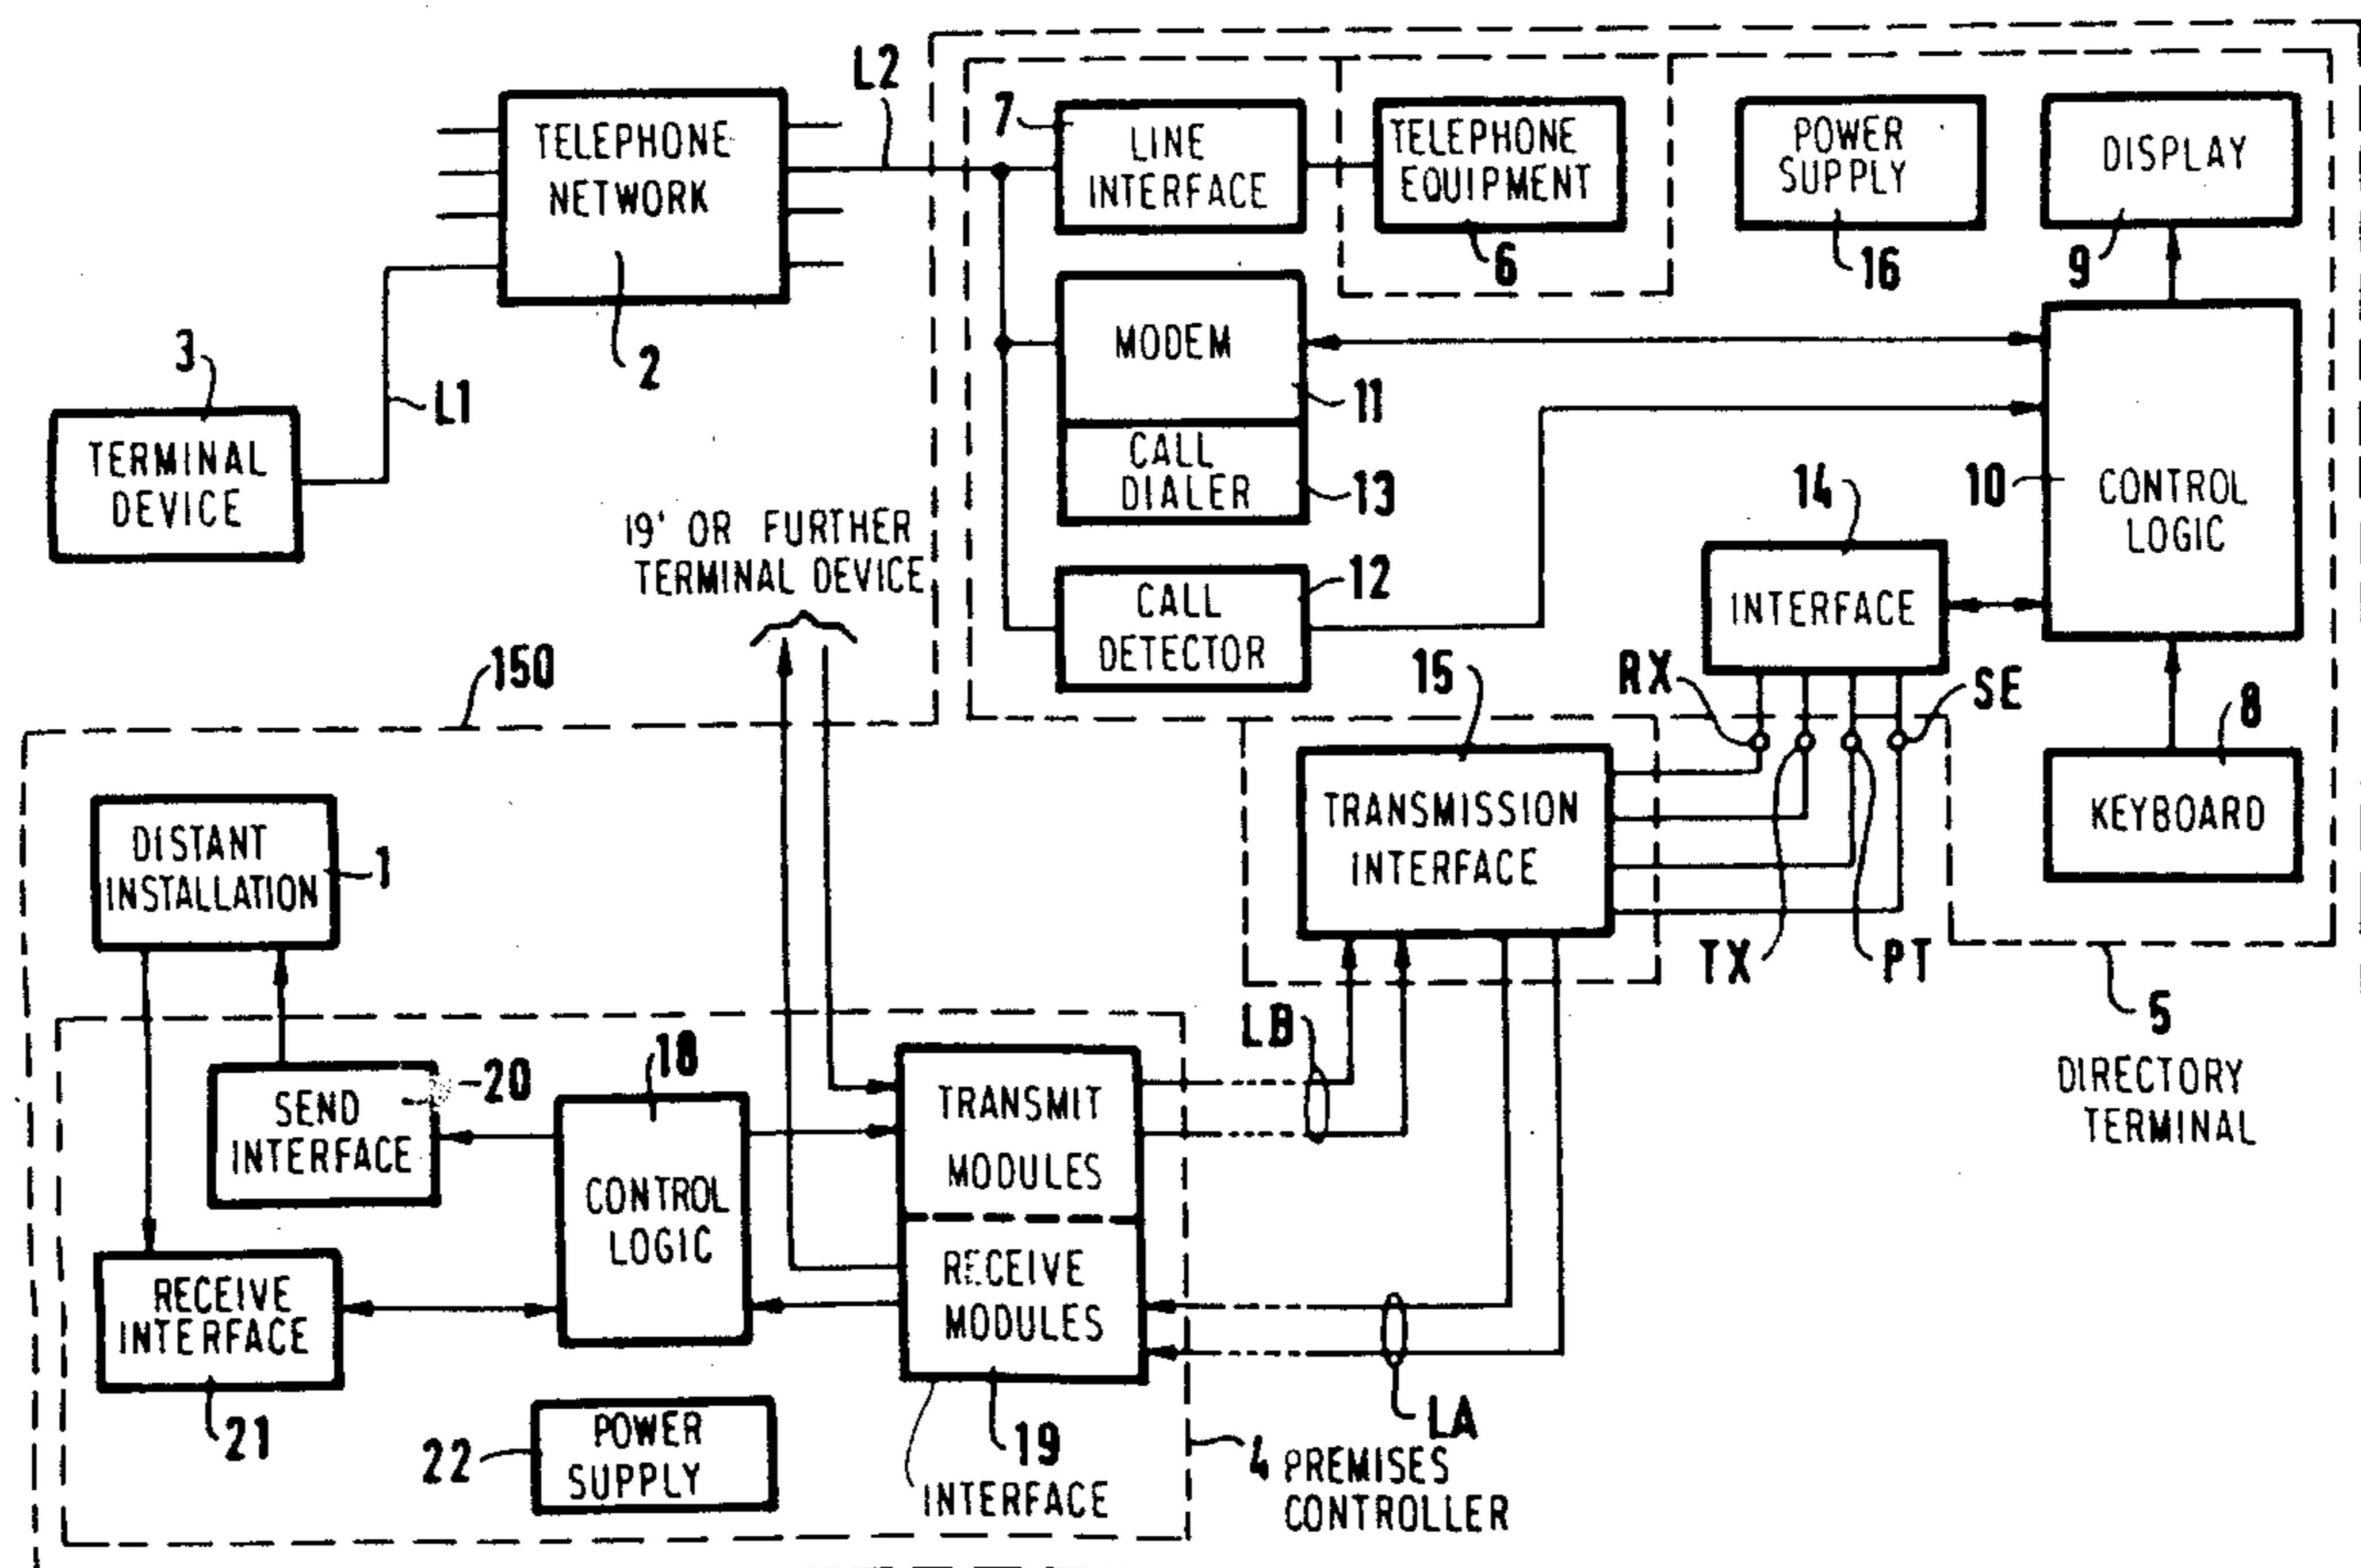 L2
TELEPHONE
NETWORK
2
7
LINE
INTERFACE
TELEPHONE
EQUIPMENT
6
POWER
SUPPLY
16
DISPLAY
9
3
TERMINAL
DEVICE
L1
MODEM
11
CALL
DIALER
13
10
CONTROL
LOGIC
19' OR FURTHER
TERMINAL DEVICE
CALL
DETECTOR
12
14
INTERFACE
150
15
RX
SE
8
KEYBOARD
TRANSMISSION
INTERFACE
TX
PT
5
DIRECTORY
TERMINAL
DISTANT
INSTALLATION
1
LB
SEND
INTERFACE
20
18
CONTROL
LOGIC
TRANSMIT
MODULES
RECEIVE
MODULES
RECEIVE
INTERFACE
21
LA
22
POWER
SUPPLY
19
INTERFACE
4 PREMISES
CONTROLLER